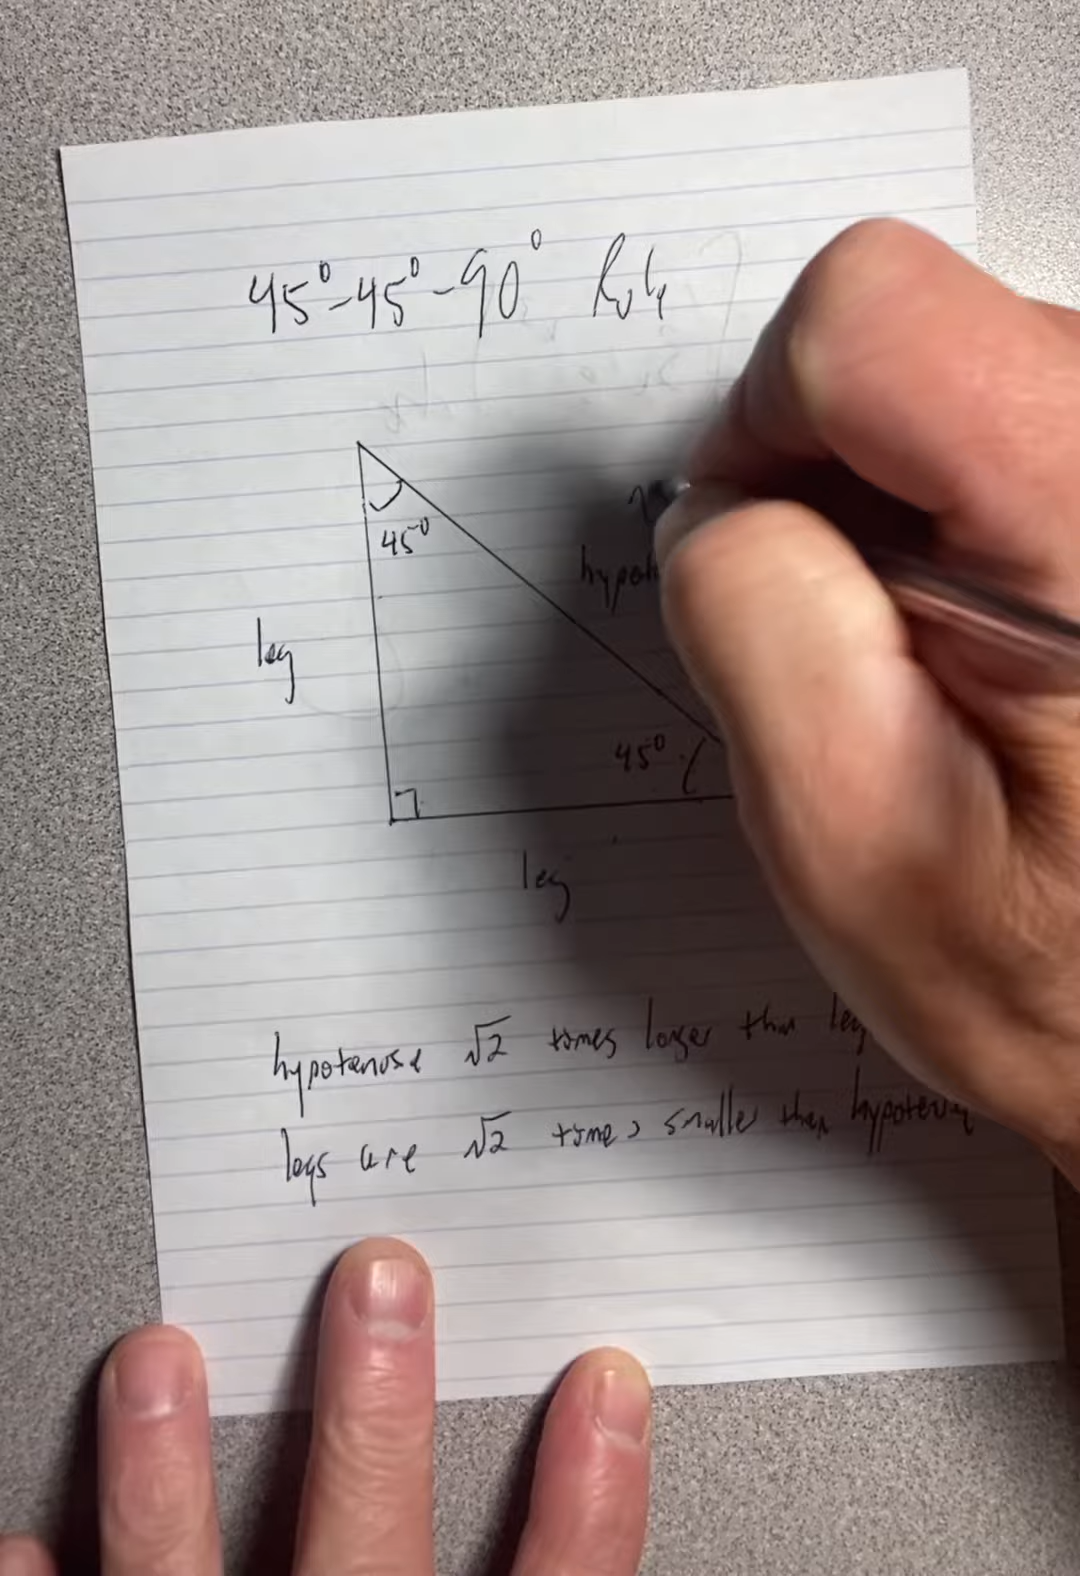 45°-45°-90° Rule
45°
hypot
leg
45°
leg
hypotenuse √2 times longer than leg
legs are √2 times smaller than hypotenuse